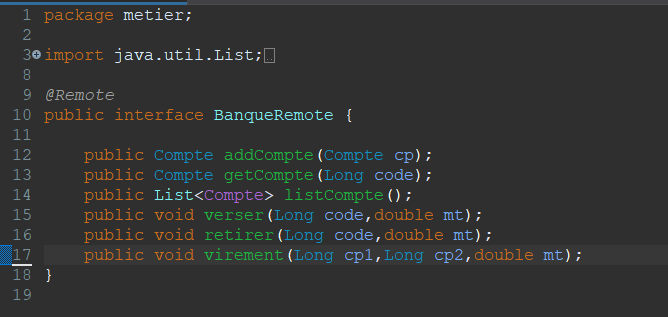 1 package metier;
2
3 import java.util.List;
8
9 @Remote
10 public interface BanqueRemote {
11
12     public Compte addCompte(Compte cp);
13     public Compte getCompte(Long code);
14     public List<Compte> listCompte();
15     public void verser(Long code,double mt);
16     public void retirer(Long code,double mt);
17     public void virement(Long cp1,Long cp2,double mt);
18 }
19